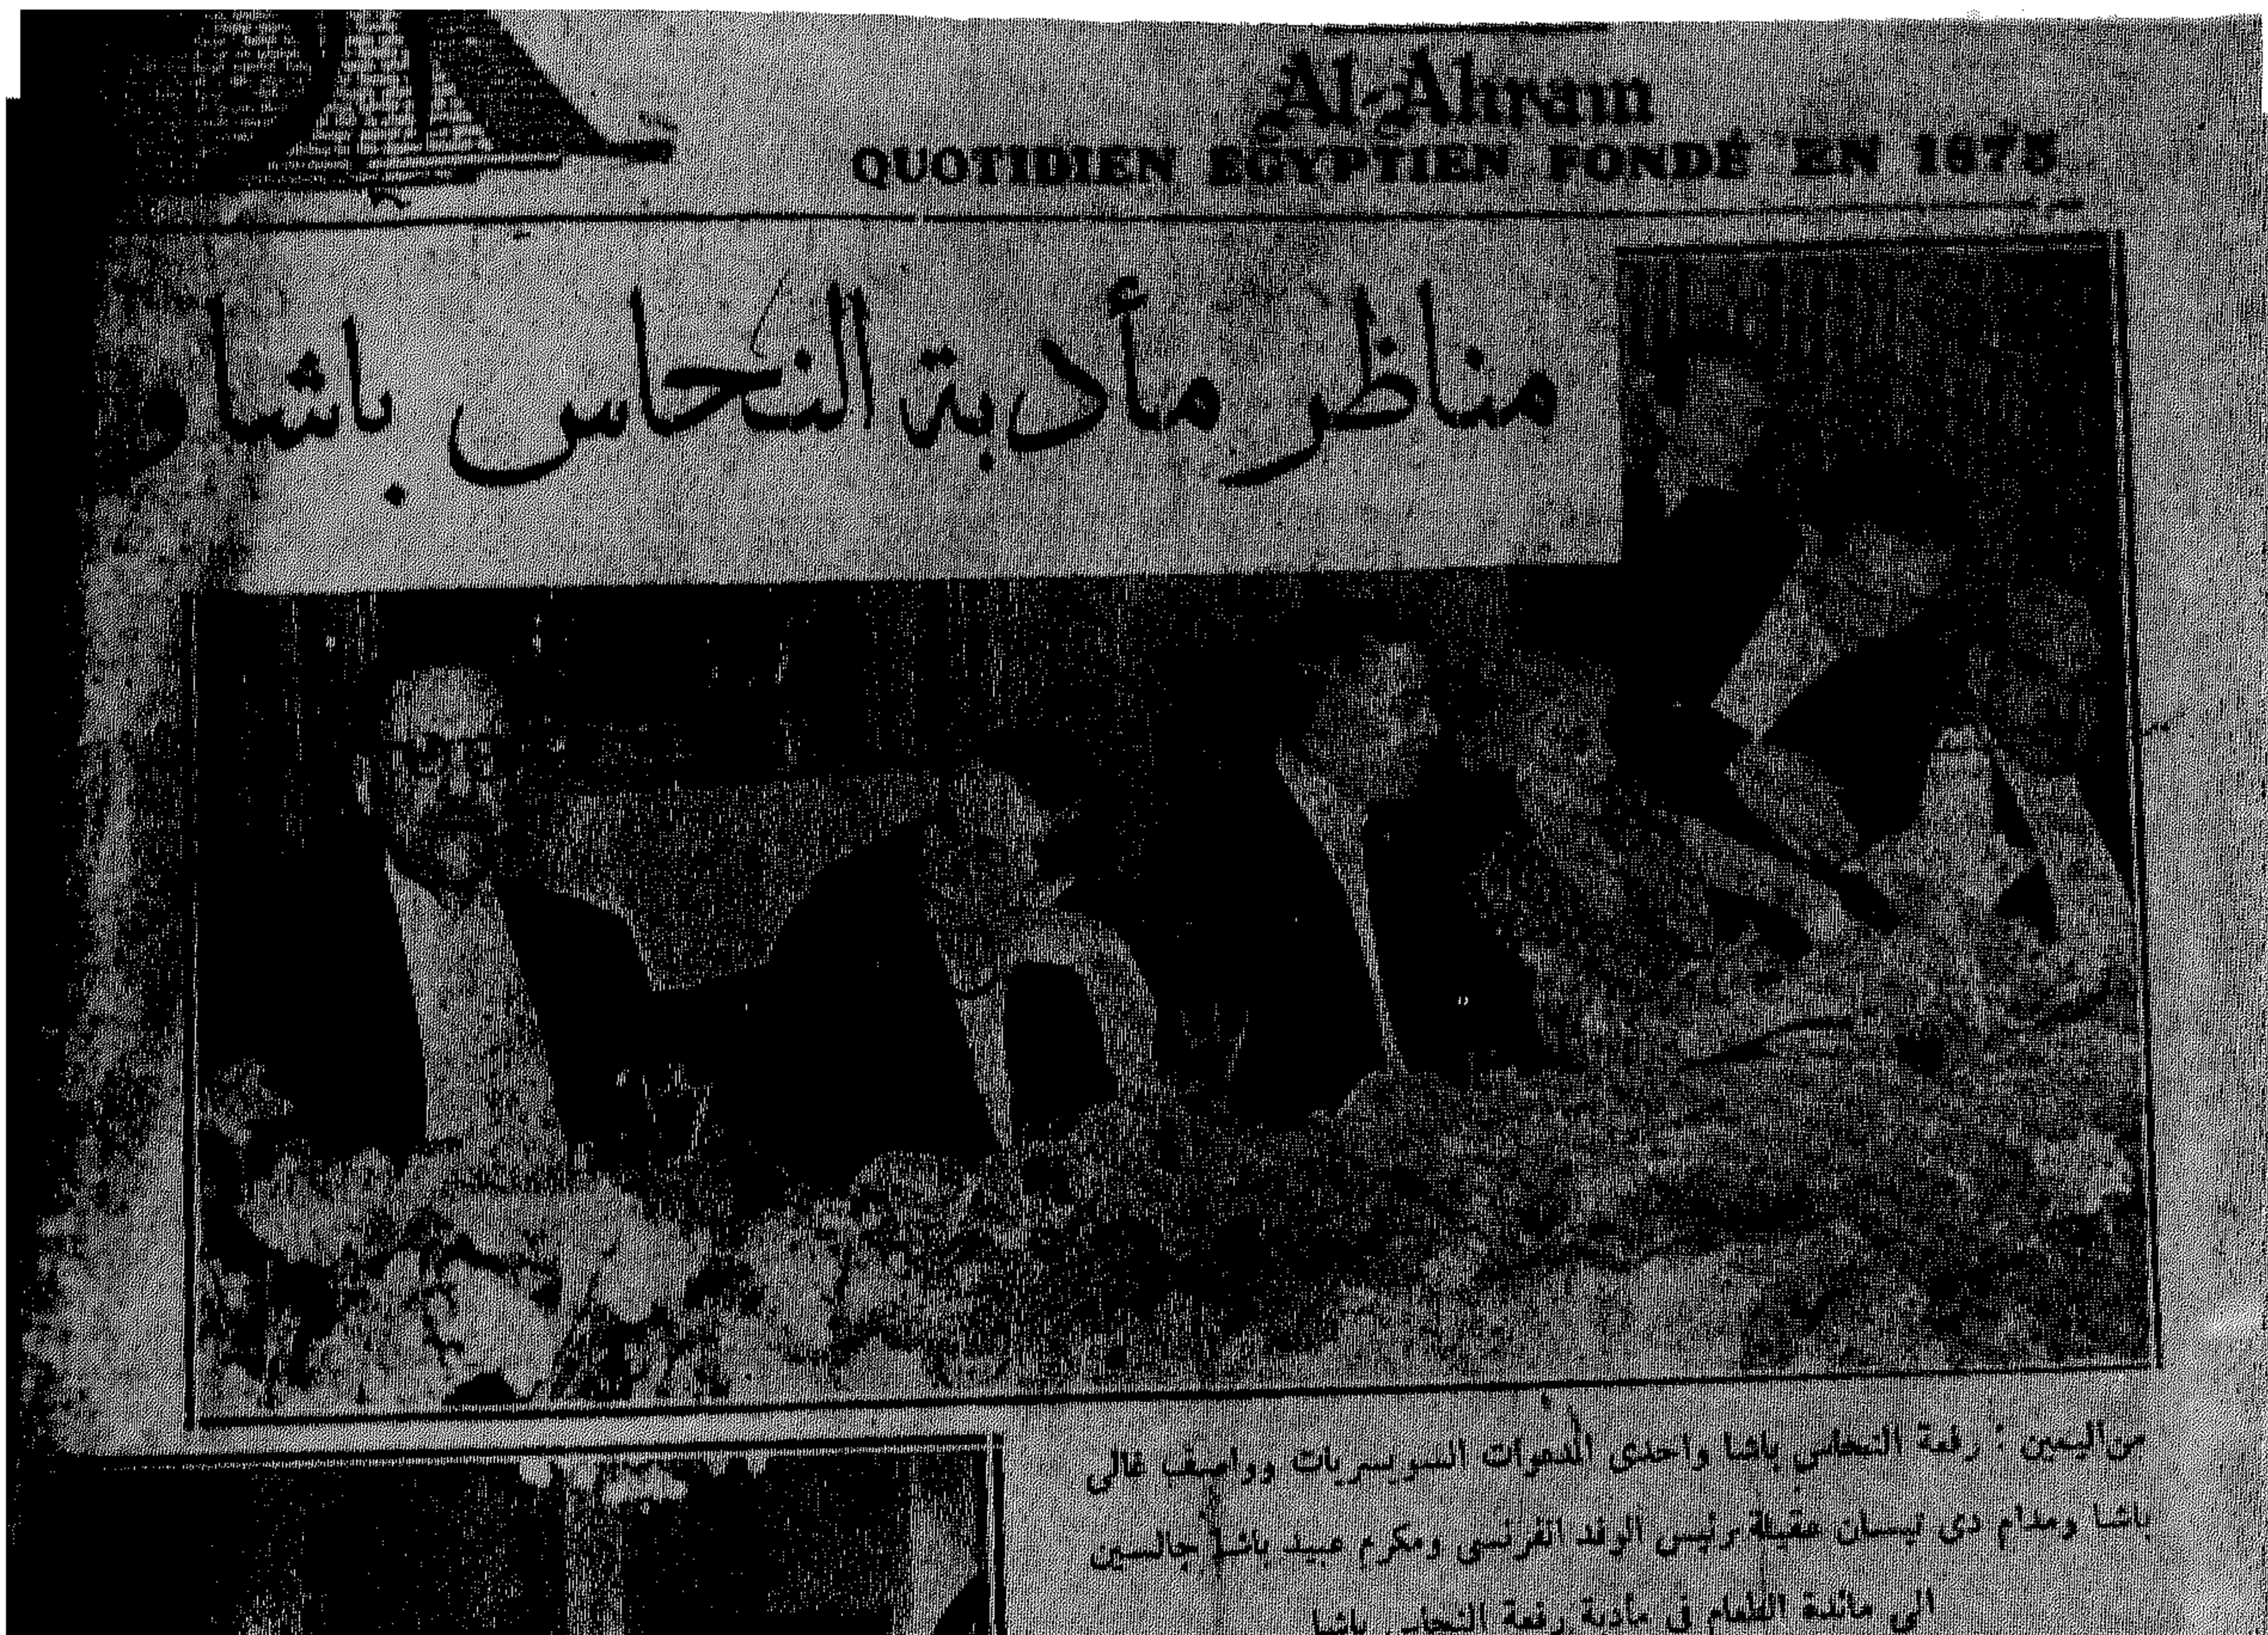 Al-Ahram
QUOTIDIEN EGYPTIEN FONDÉ EN 1875
مناظر مأدبة النحاس باشا و
من اليمين : رفعة النحاس باشا واحدى المدعوات السويسريات وواصف غالى
باشا ومدام دى تيسان عقيلة رئيس الوفد الفرنسى ومكرم عبيد باشا جالسين
الى مائدة الطعام فى مأدبة رفعة النحاس باشا